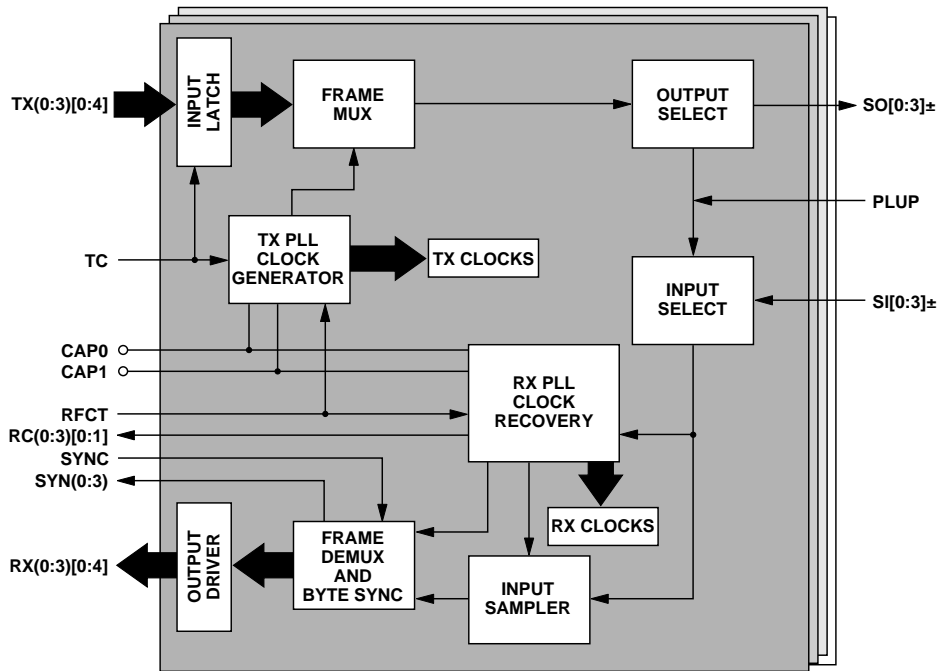 TX(0:3)[0:4]
INPUT
LATCH
FRAME
MUX
OUTPUT
SELECT
SO[0:3]±
PLUP
TC
TX PLL
CLOCK
GENERATOR
TX CLOCKS
INPUT
SELECT
SI[0:3]±
CAP0
CAP1
RX PLL
CLOCK
RECOVERY
RFCT
RC(0:3)[0:1]
SYNC
SYN(0:3)
RX CLOCKS
RX(0:3)[0:4]
OUTPUT
DRIVER
FRAME
DEMUX
AND
BYTE SYNC
INPUT
SAMPLER